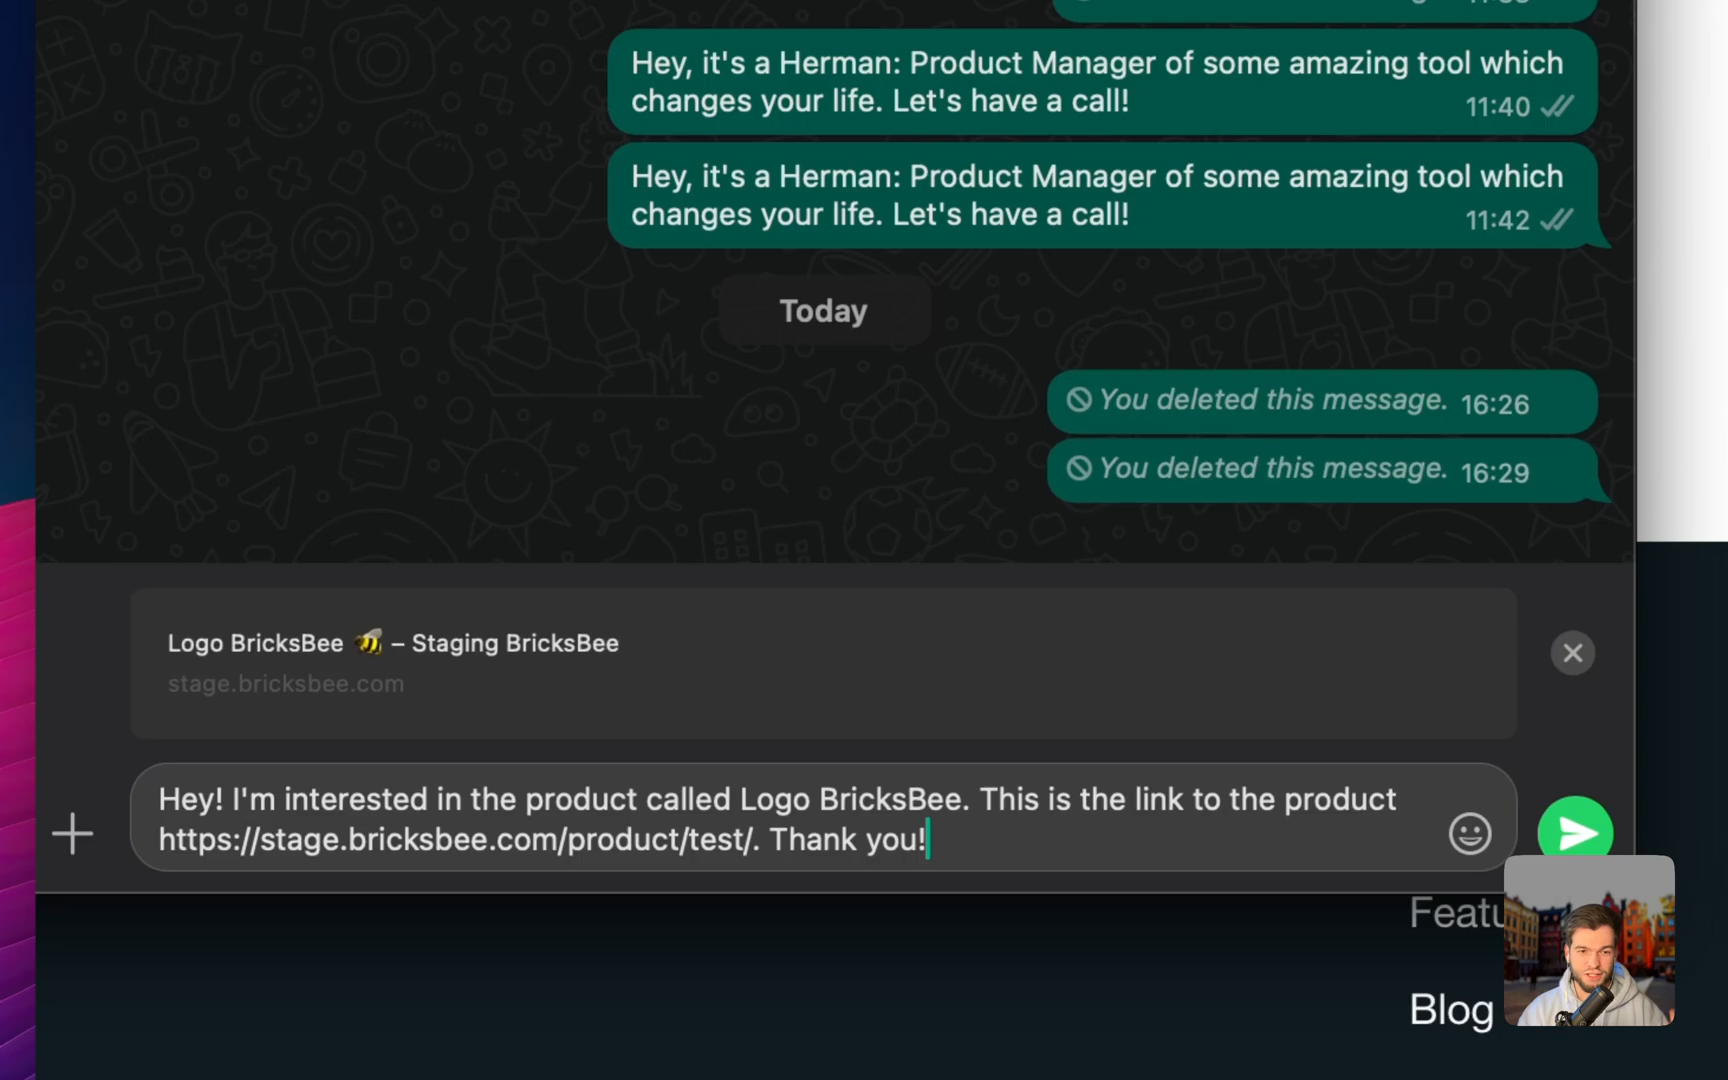 Hey, it's a Herman: Product Manager of some amazing tool which
changes your life. Let's have a call! 11:40
Hey, it's a Herman: Product Manager of some amazing tool which
changes your life. Let's have a call! 11:42
Today
You deleted this message. 16:26
You deleted this message. 16:29
Logo BricksBee 🐝 – Staging BricksBee
stage.bricksbee.com
Hey! I'm interested in the product called Logo BricksBee. This is the link to the product
https://stage.bricksbee.com/product/test/. Thank you!
Blog